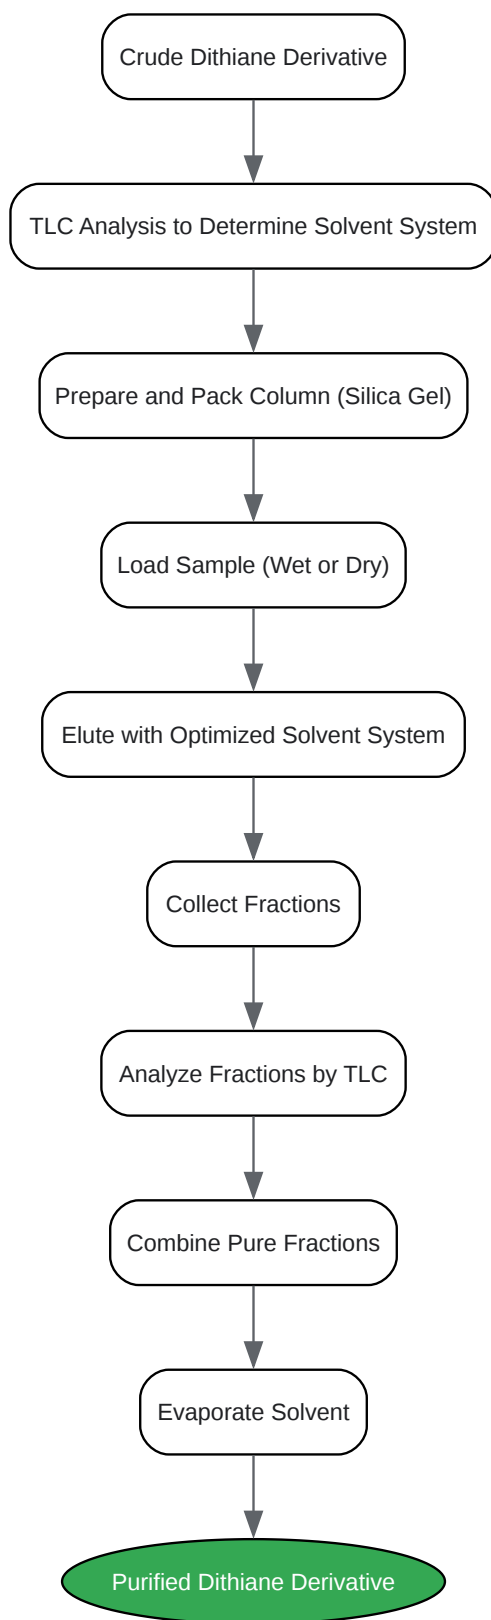 Crude Dithiane Derivative
TLC Analysis to Determine Solvent System
Prepare and Pack Column (Silica Gel)
Load Sample (Wet or Dry)
Elute with Optimized Solvent System
Collect Fractions
Analyze Fractions by TLC
Combine Pure Fractions
Evaporate Solvent
Purified Dithiane Derivative